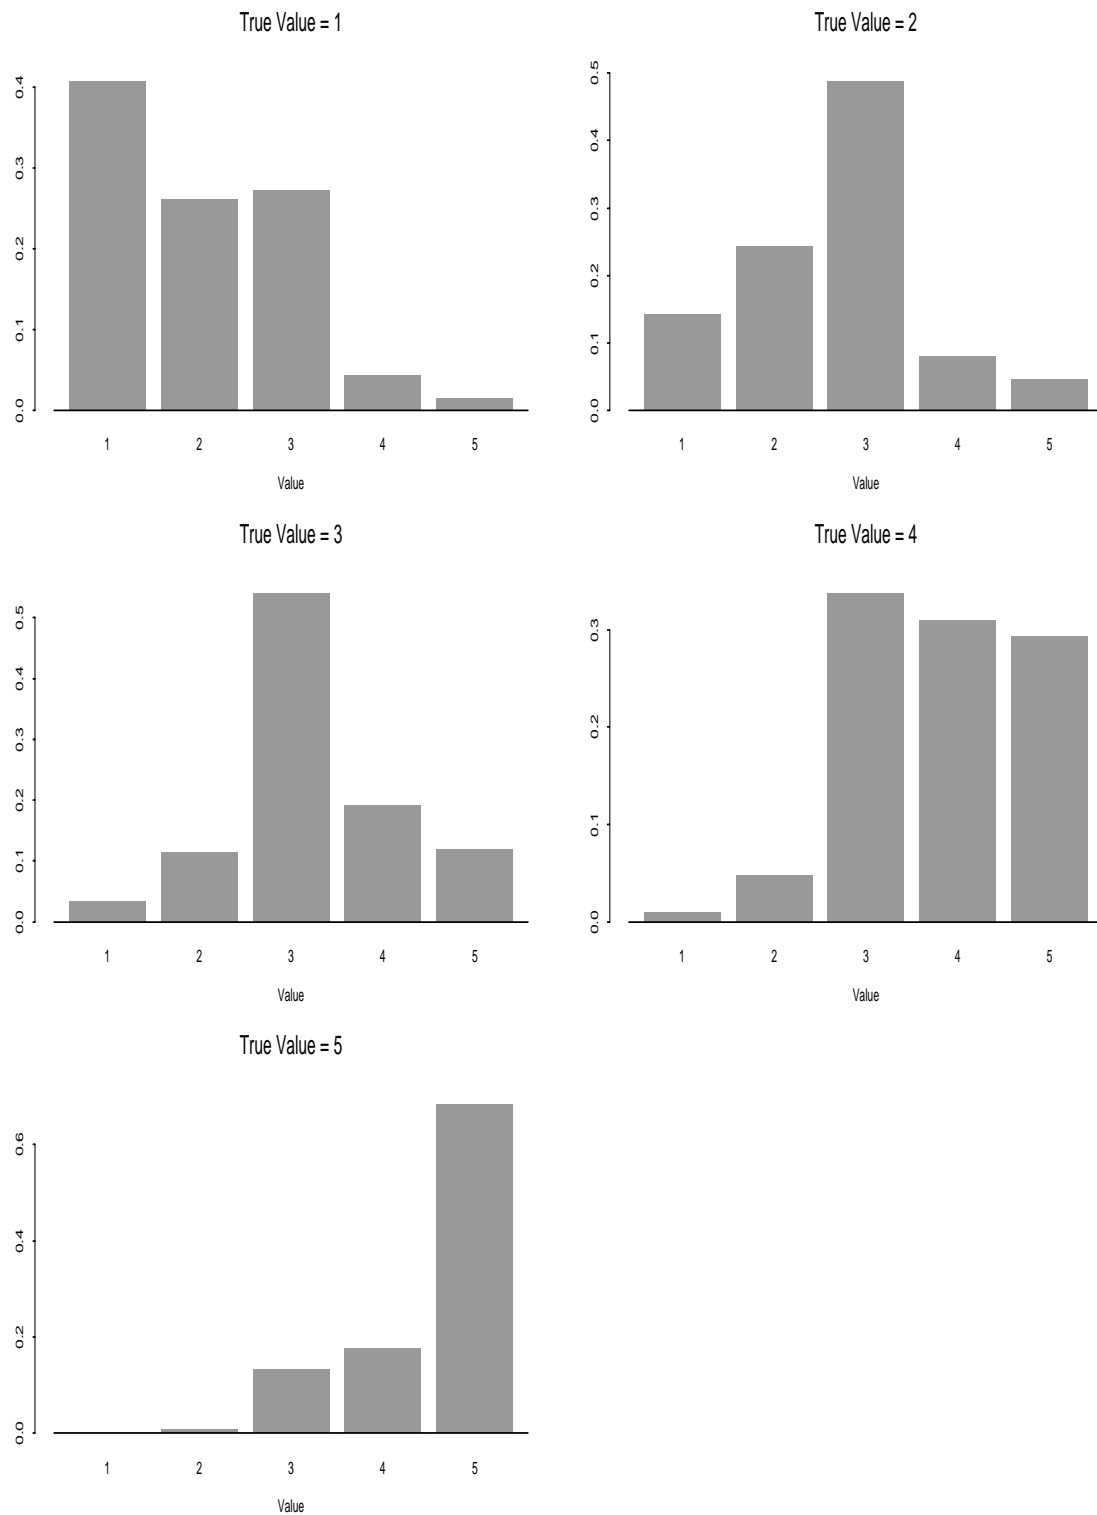 True Value = 1
0.4
0.3
0.2
0.1
0.0
1 2 3 4 5
Value
True Value = 2
0.5
0.4
0.3
0.2
0.1
0.0
1 2 3 4 5
Value
True Value = 3
0.5
0.4
0.3
0.2
0.1
0.0
1 2 3 4 5
Value
True Value = 4
0.3
0.2
0.1
0.0
1 2 3 4 5
Value
True Value = 5
0.6
0.4
0.2
0.0
1 2 3 4 5
Value